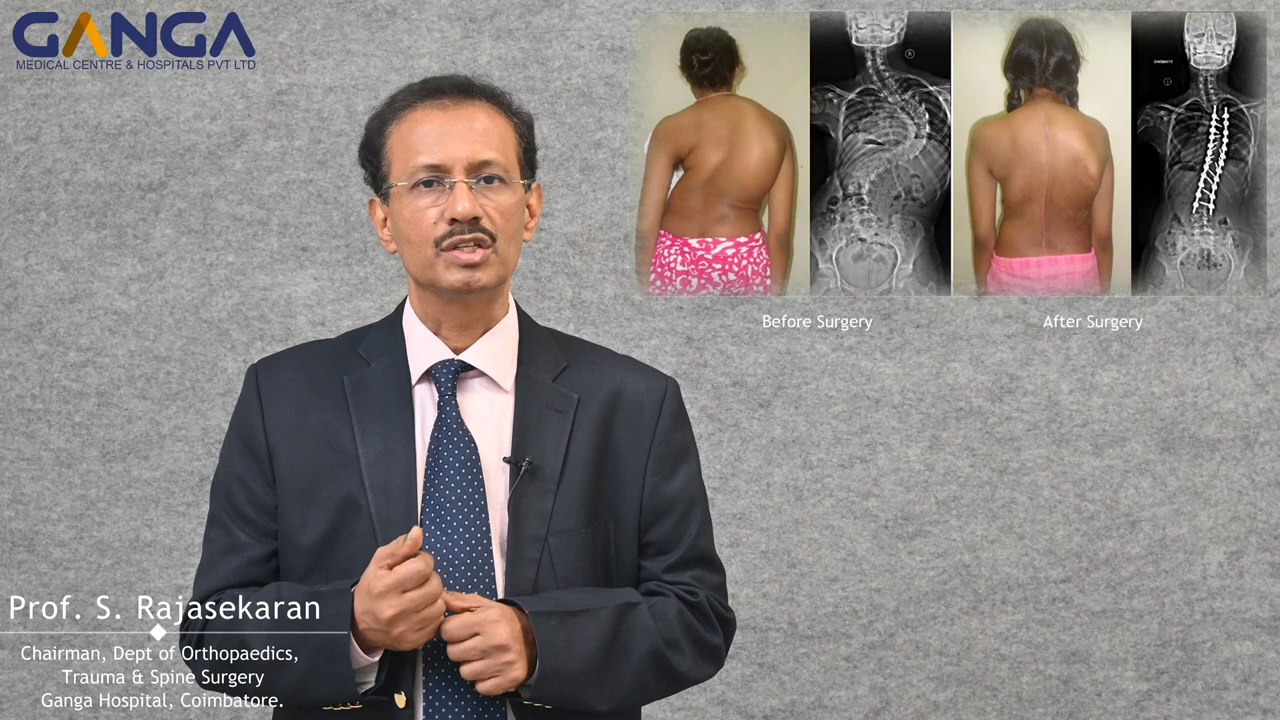 GANGA
MEDICAL CENTRE & HOSPITALS PVT LTD
Before Surgery
After Surgery
Prof. S. Rajasekaran
Chairman, Dept of Orthopaedics,
Trauma & Spine Surgery
Ganga Hospital, Coimbatore.